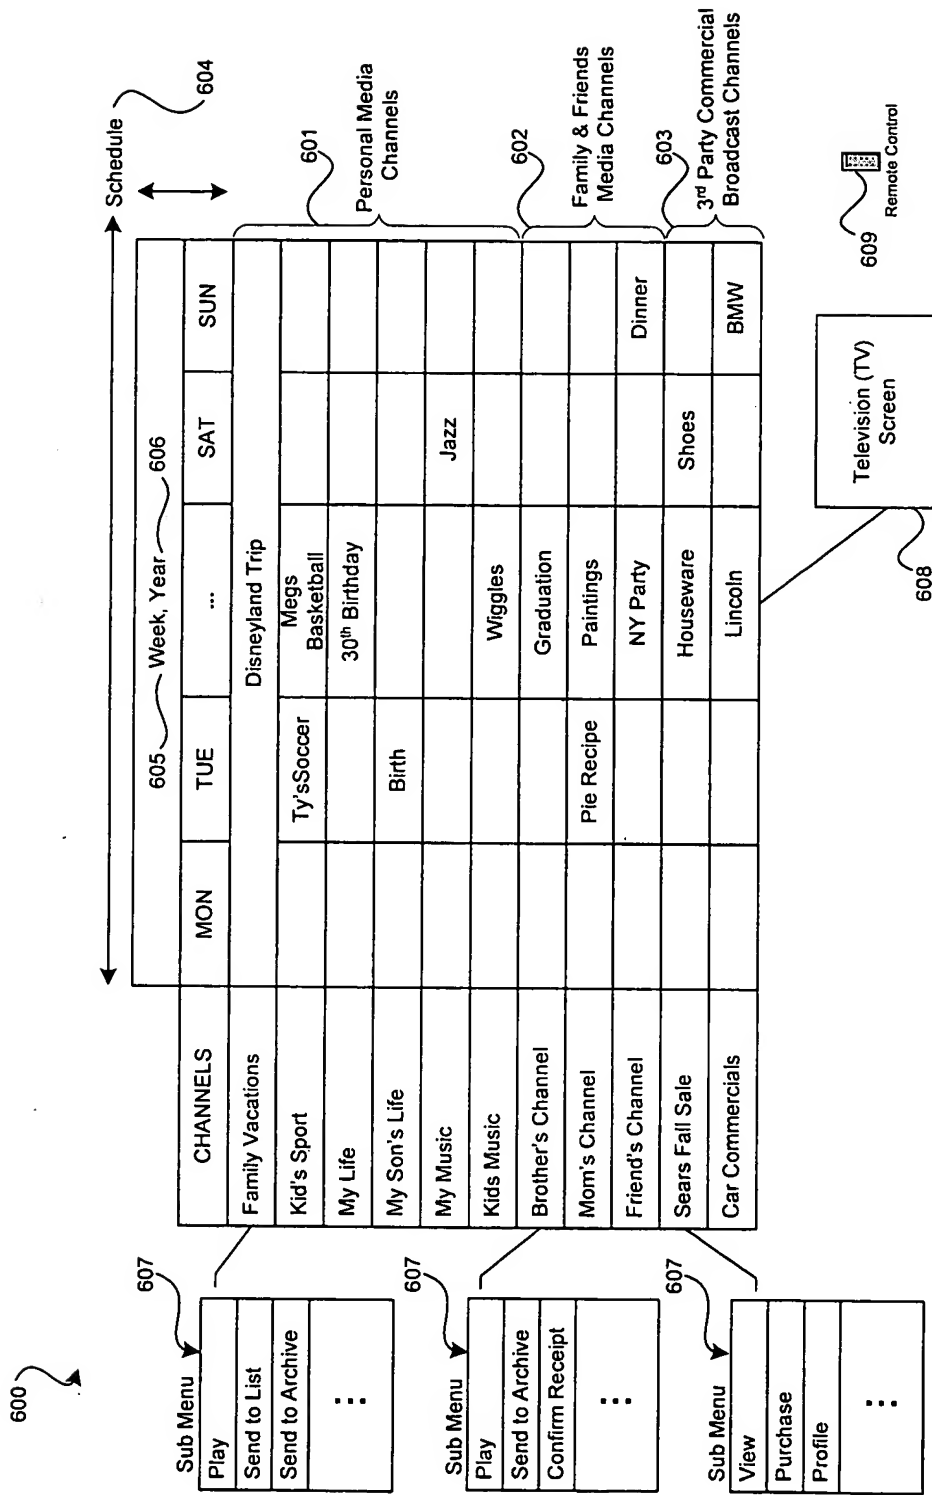 600
Schedule
604
605 Week, Year 606
CHANNELS MON TUE ... SAT SUN
Family Vacations Disneyland Trip
Kid's Sport Ty'sSoccer Megs Basketball
My Life 30th Birthday
My Son's Life Birth
My Music Jazz
Kids Music Wiggles
Brother's Channel Graduation
Mom's Channel Pie Recipe Paintings
Friend's Channel NY Party Dinner
Sears Fall Sale Houseware Shoes
Car Commercials Lincoln BMW
601
Personal Media
Channels
602
Family & Friends
Media Channels
603
3rd Party Commercial
Broadcast Channels
607
Sub Menu
Play
Send to List
Send to Archive
...
607
Sub Menu
Play
Send to Archive
Confirm Receipt
...
607
Sub Menu
View
Purchase
Profile
...
Television (TV)
Screen
608
609
Remote Control